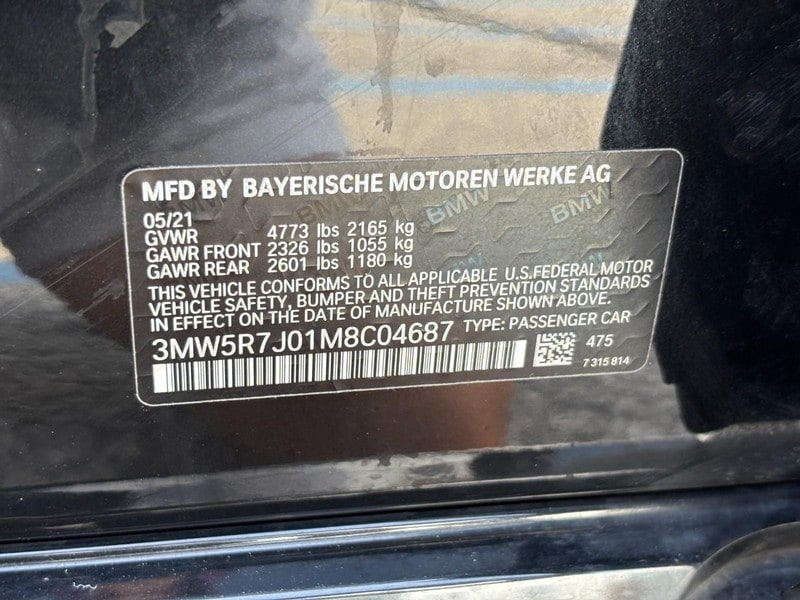 MFD BY BAYERISCHE MOTOREN WERKE AG
05/21
GVWR 4773 lbs 2165 kg
GAWR FRONT 2326 lbs 1055 kg
GAWR REAR 2601 lbs 1180 kg
THIS VEHICLE CONFORMS TO ALL APPLICABLE U.S.FEDERAL MOTOR
VEHICLE SAFETY, BUMPER AND THEFT PREVENTION STANDARDS
IN EFFECT ON THE DATE OF MANUFACTURE SHOWN ABOVE.
3MW5R7J01M8C04687 TYPE: PASSENGER CAR
475
7 315 814
BMW BMW